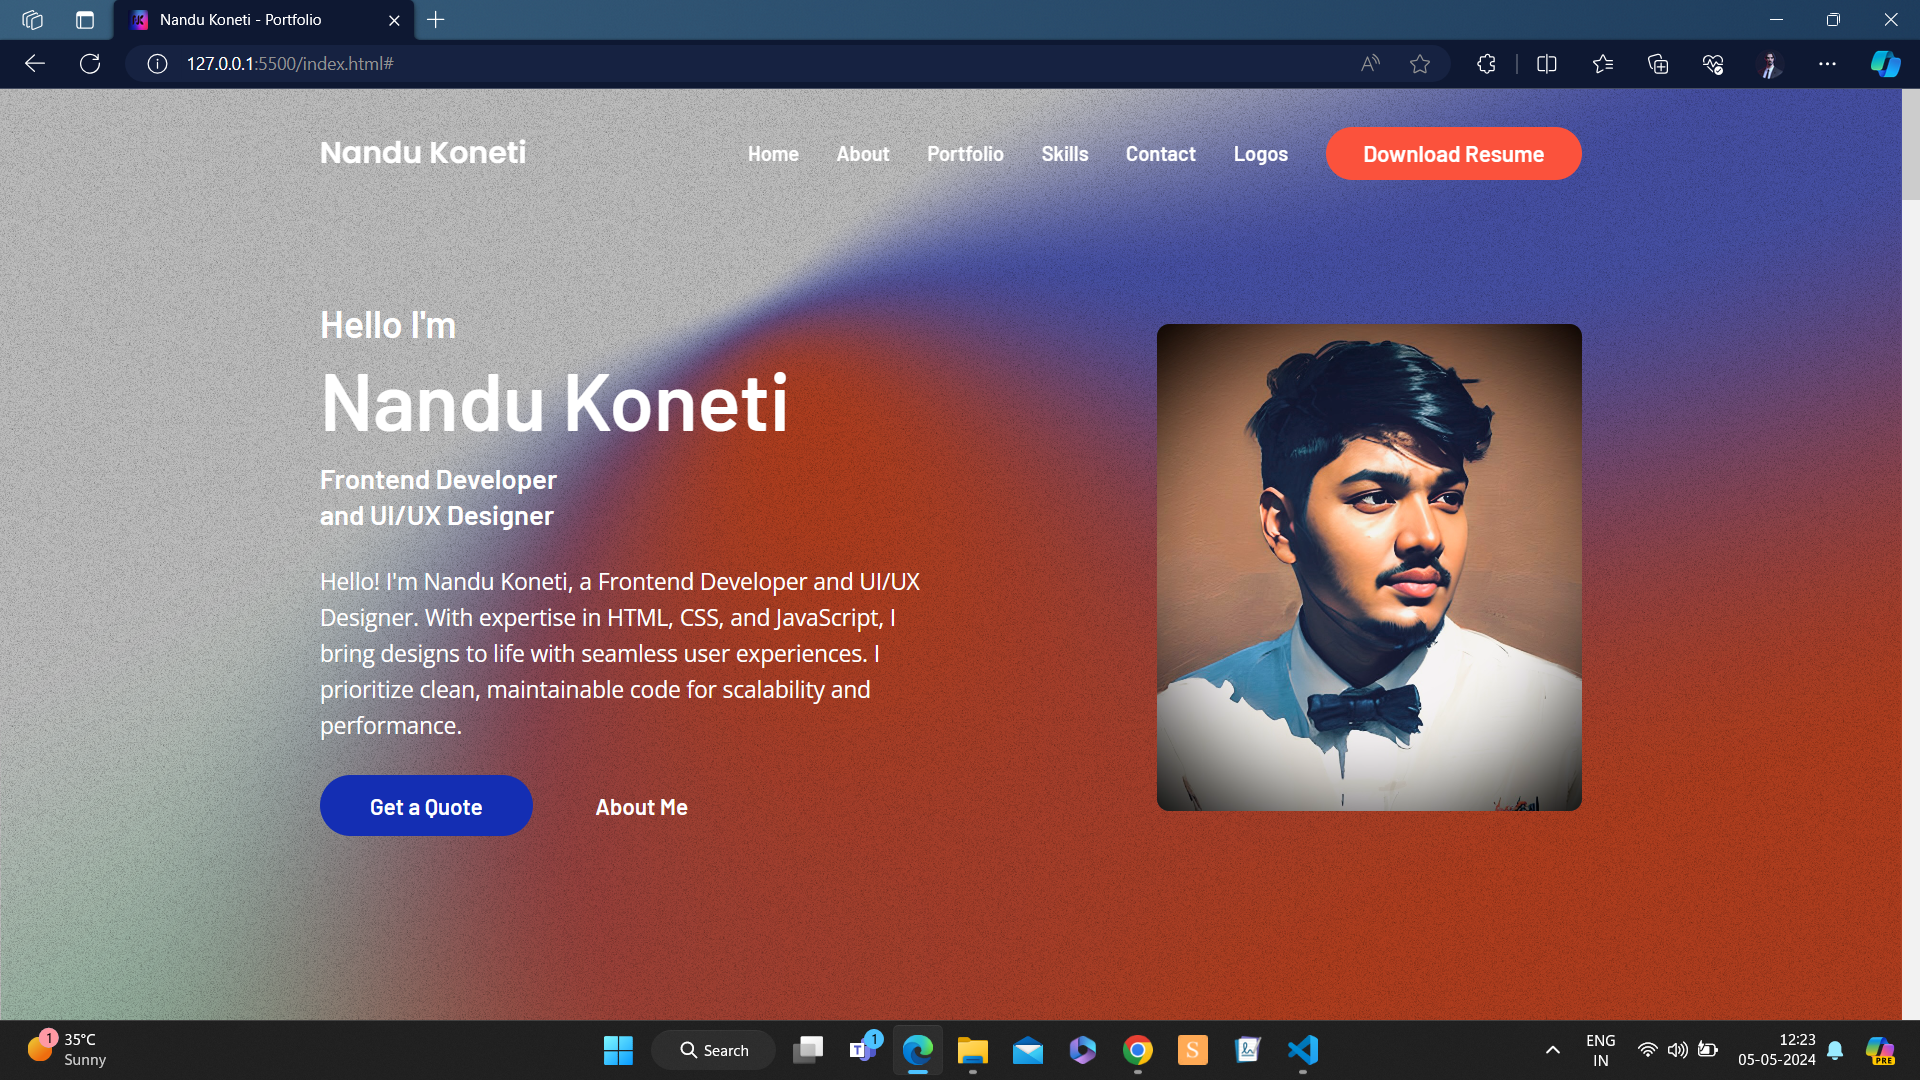 Nandu Koneti - Portfolio
127.0.0.1:5500/index.html#
Nandu Koneti
Home About Portfolio Skills Contact Logos Download Resume
Hello I'm
Nandu Koneti
Frontend Developer
and UI/UX Designer
Hello! I'm Nandu Koneti, a Frontend Developer and UI/UX
Designer. With expertise in HTML, CSS, and JavaScript, I
bring designs to life with seamless user experiences. I
prioritize clean, maintainable code for scalability and
performance.
Get a Quote About Me
1
35°C
Sunny
Search
1
ENG
IN
12:23
05-05-2024
PRE